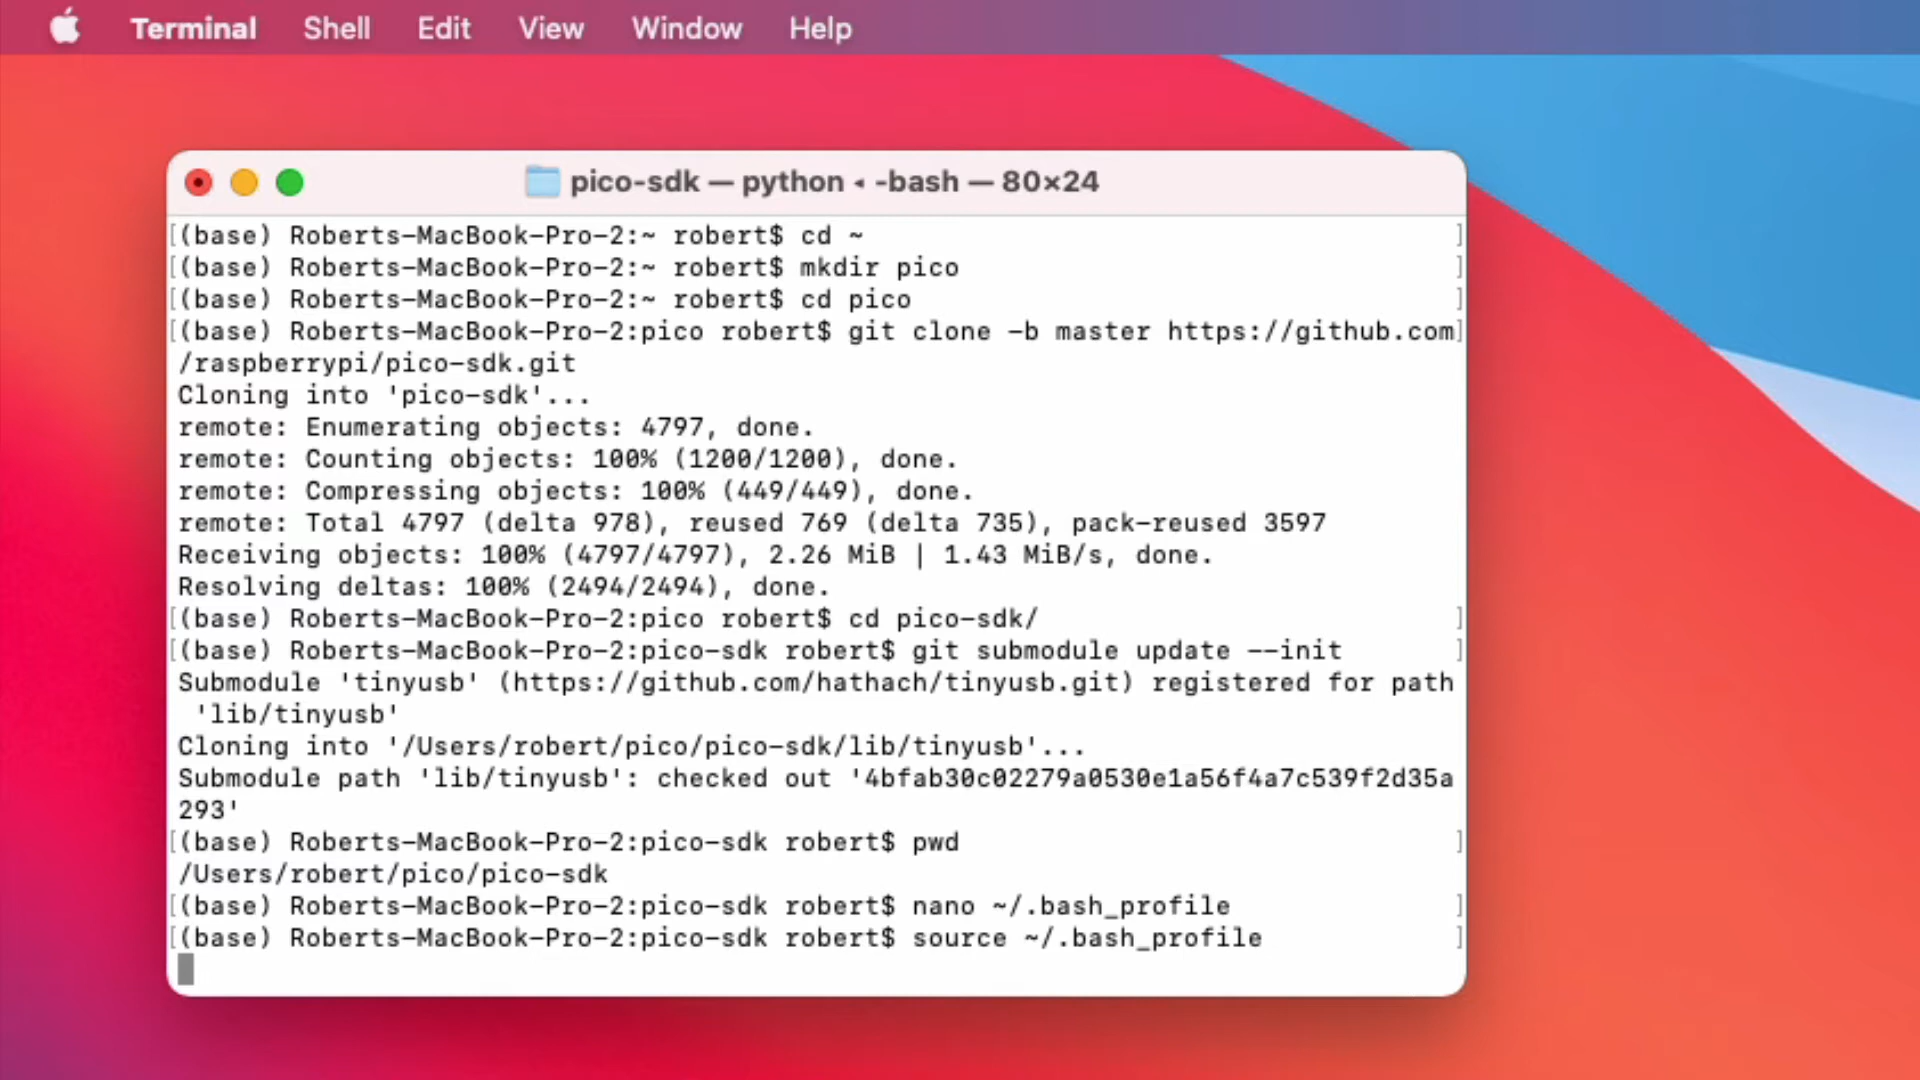 Terminal Shell Edit View Window Help
pico-sdk — python ◂ -bash — 80×24
[(base) Roberts-MacBook-Pro-2:~ robert$ cd ~ ]
[(base) Roberts-MacBook-Pro-2:~ robert$ mkdir pico ]
[(base) Roberts-MacBook-Pro-2:~ robert$ cd pico ]
[(base) Roberts-MacBook-Pro-2:pico robert$ git clone -b master https://github.com]
/raspberrypi/pico-sdk.git
Cloning into 'pico-sdk'...
remote: Enumerating objects: 4797, done.
remote: Counting objects: 100% (1200/1200), done.
remote: Compressing objects: 100% (449/449), done.
remote: Total 4797 (delta 978), reused 769 (delta 735), pack-reused 3597
Receiving objects: 100% (4797/4797), 2.26 MiB | 1.43 MiB/s, done.
Resolving deltas: 100% (2494/2494), done.
[(base) Roberts-MacBook-Pro-2:pico robert$ cd pico-sdk/ ]
[(base) Roberts-MacBook-Pro-2:pico-sdk robert$ git submodule update --init ]
Submodule 'tinyusb' (https://github.com/hathach/tinyusb.git) registered for path
'lib/tinyusb'
Cloning into '/Users/robert/pico/pico-sdk/lib/tinyusb'...
Submodule path 'lib/tinyusb': checked out '4bfab30c02279a0530e1a56f4a7c539f2d35a
293'
[(base) Roberts-MacBook-Pro-2:pico-sdk robert$ pwd ]
/Users/robert/pico/pico-sdk
[(base) Roberts-MacBook-Pro-2:pico-sdk robert$ nano ~/.bash_profile ]
[(base) Roberts-MacBook-Pro-2:pico-sdk robert$ source ~/.bash_profile ]